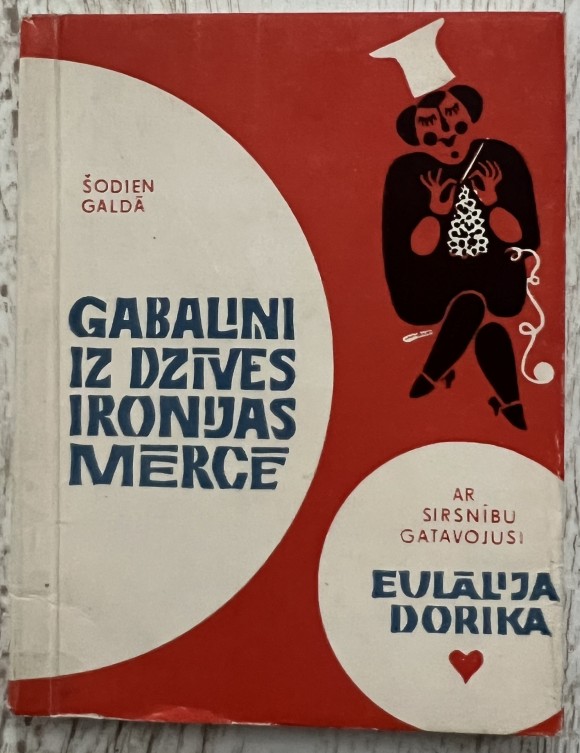 ŠODIEN
GALDĀ
GABALIŅI
IZ DZĪVES
IRONIJAS
MĒRCĒ
AR
SIRSNĪBU
GATAVOJUSI
EULĀLIJA
DORIKA